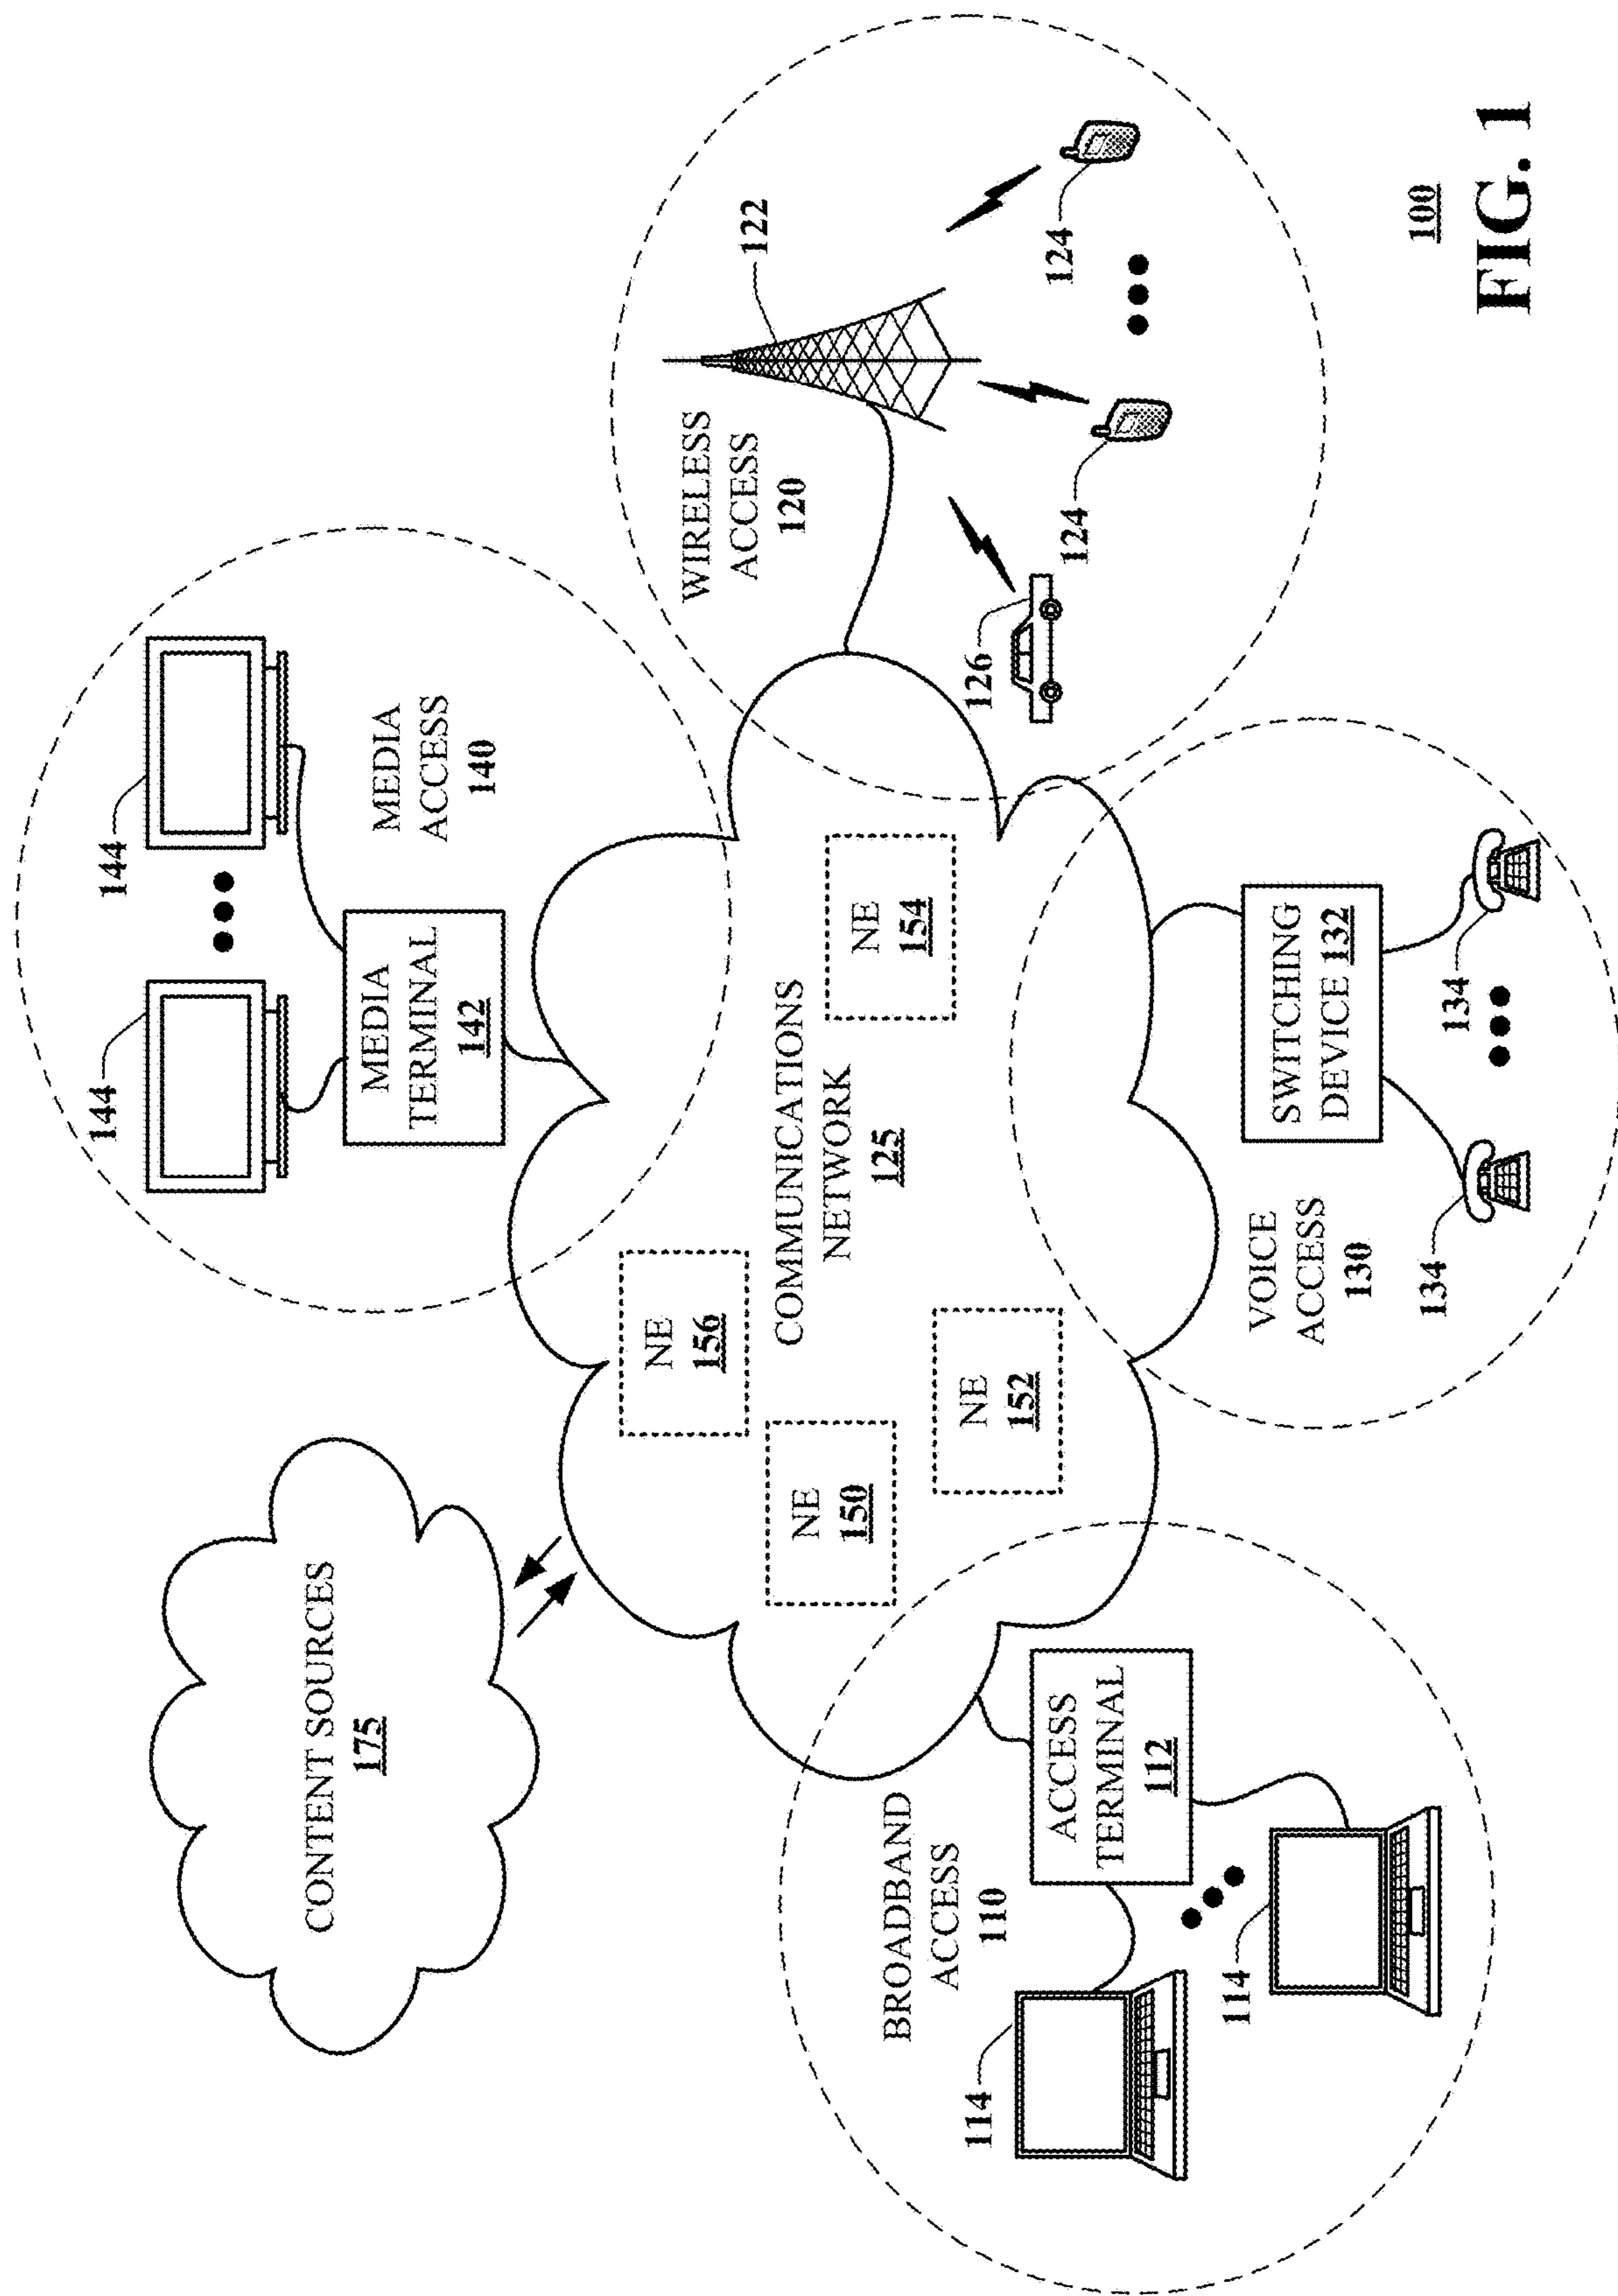 CONTENT SOURCES
175
144
144
MEDIA
TERMINAL
142
MEDIA
ACCESS
140
NE
156
NE
150
COMMUNICATIONS
NETWORK
125
NE
152
NE
154
WIRELESS
ACCESS
120
122
126
124
124
BROADBAND
ACCESS
110
ACCESS
TERMINAL
112
114
114
VOICE
ACCESS
130
SWITCHING
DEVICE 132
134
134
100
FIG. 1